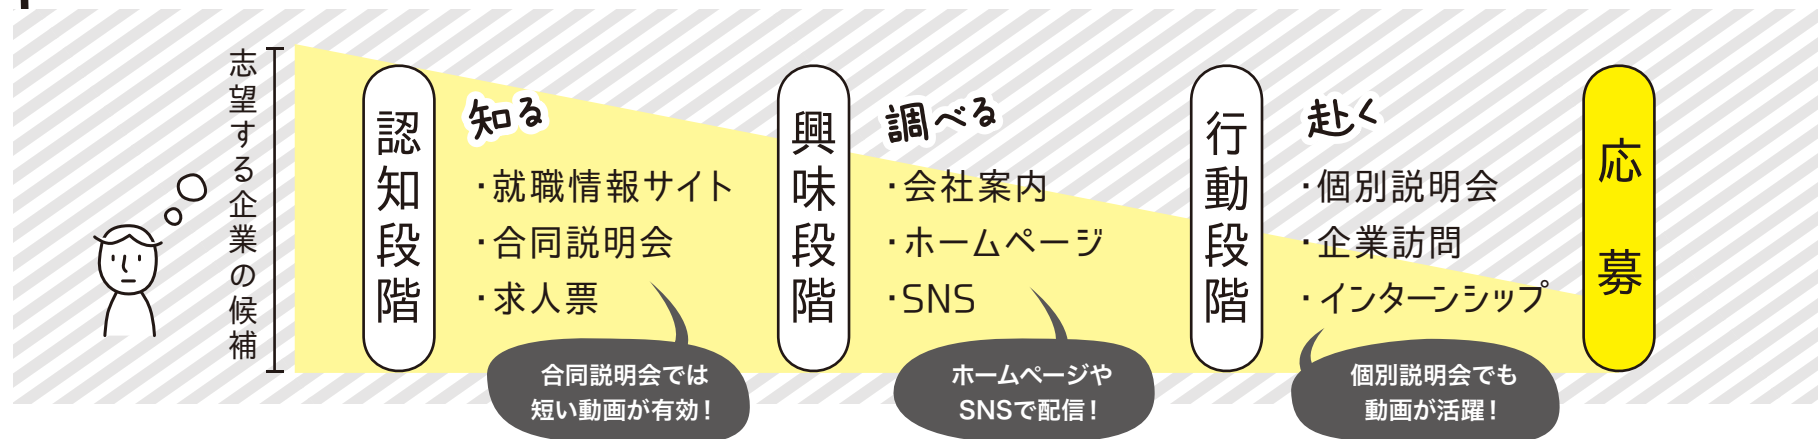 志望する企業の候補
認知段階
知る
・就職情報サイト
・合同説明会
・求人票
合同説明会では
短い動画が有効！
興味段階
調べる
・会社案内
・ホームページ
・SNS
ホームページや
SNSで配信！
行動段階
赴く
・個別説明会
・企業訪問
・インターンシップ
個別説明会でも
動画が活躍！
応募